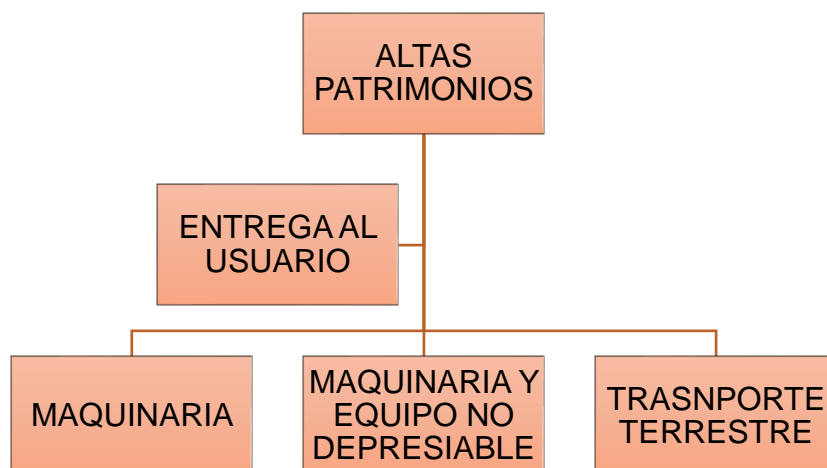 ALTAS
PATRIMONIOS
ENTREGA AL
USUARIO
MAQUINARIA
MAQUINARIA Y
EQUIPO NO
DEPRESIABLE
TRASNPORTE
TERRESTRE